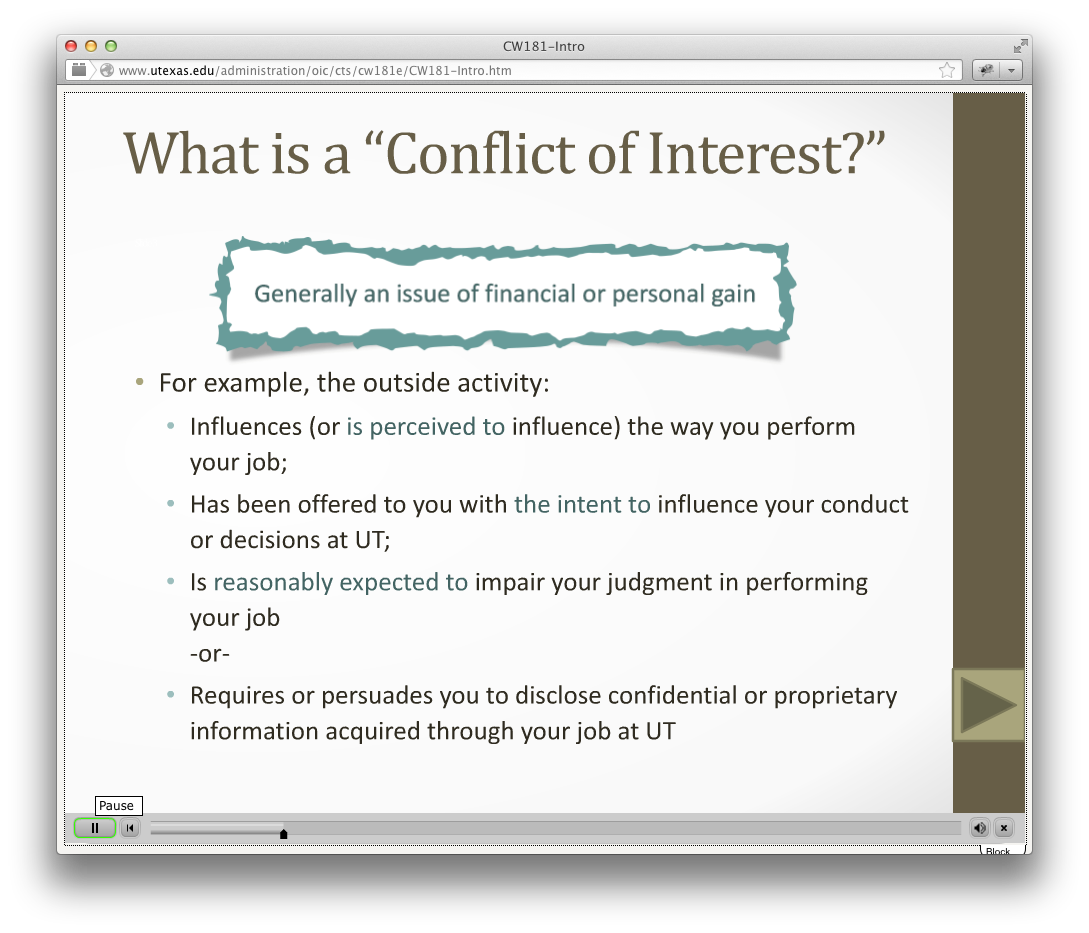 CW181-Intro
www.utexas.edu/administration/oic/cts/cw181e/CW181-Intro.htm
What is a “Conflict of Interest?”
Generally an issue of financial or personal gain
• For example, the outside activity:
• Influences (or is perceived to influence) the way you perform
your job;
• Has been offered to you with the intent to influence your conduct
or decisions at UT;
• Is reasonably expected to impair your judgment in performing
your job
-or-
• Requires or persuades you to disclose confidential or proprietary
information acquired through your job at UT
Pause
Block